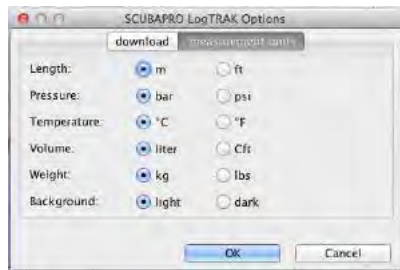 SCUBAPRO LogTRAK Options
download measurement units
Length: m ft
Pressure: bar psi
Temperature: °C °F
Volume: liter Cft
Weight: kg lbs
Background: light dark
OK Cancel